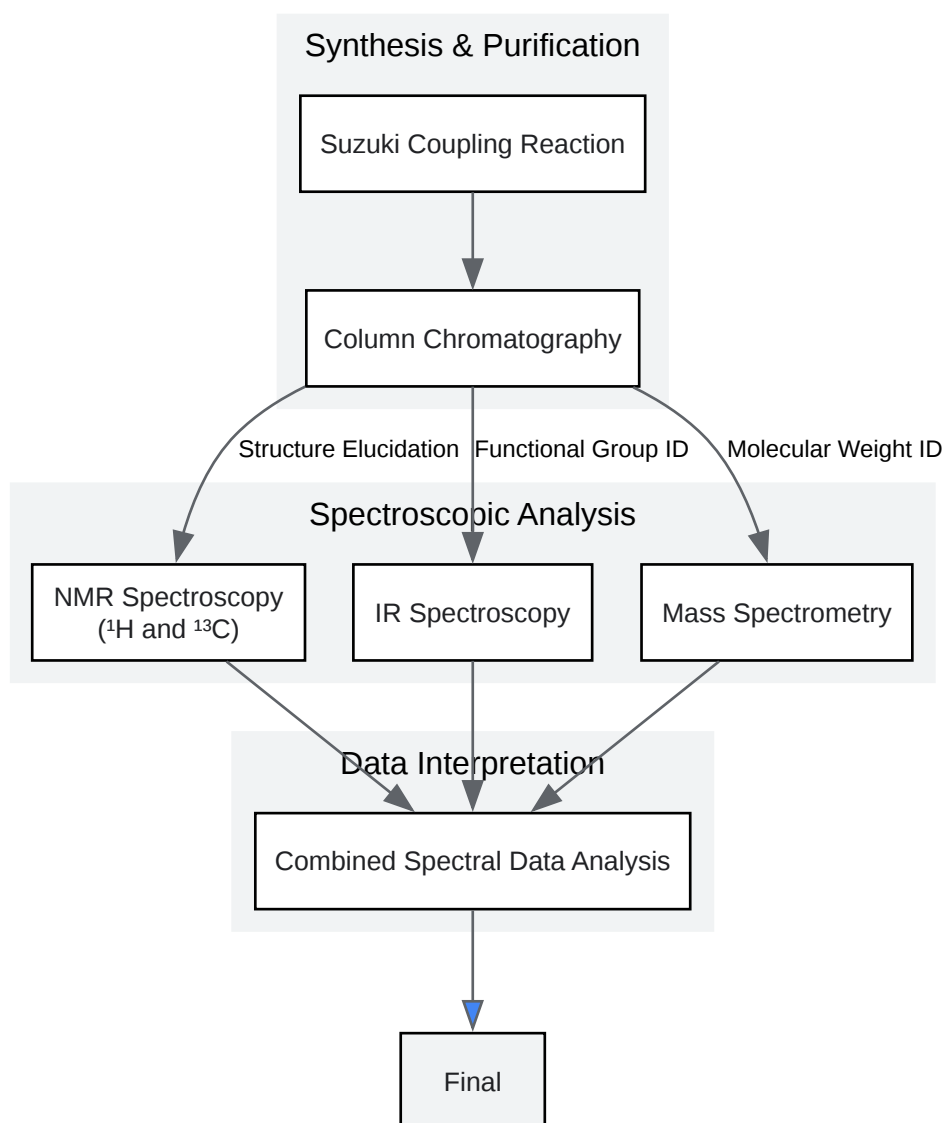 Synthesis & Purification
Suzuki Coupling Reaction
Column Chromatography
Structure Elucidation
Functional Group ID
Molecular Weight ID
Spectroscopic Analysis
NMR Spectroscopy
(¹H and ¹³C)
IR Spectroscopy
Mass Spectrometry
Data Interpretation
Combined Spectral Data Analysis
Final